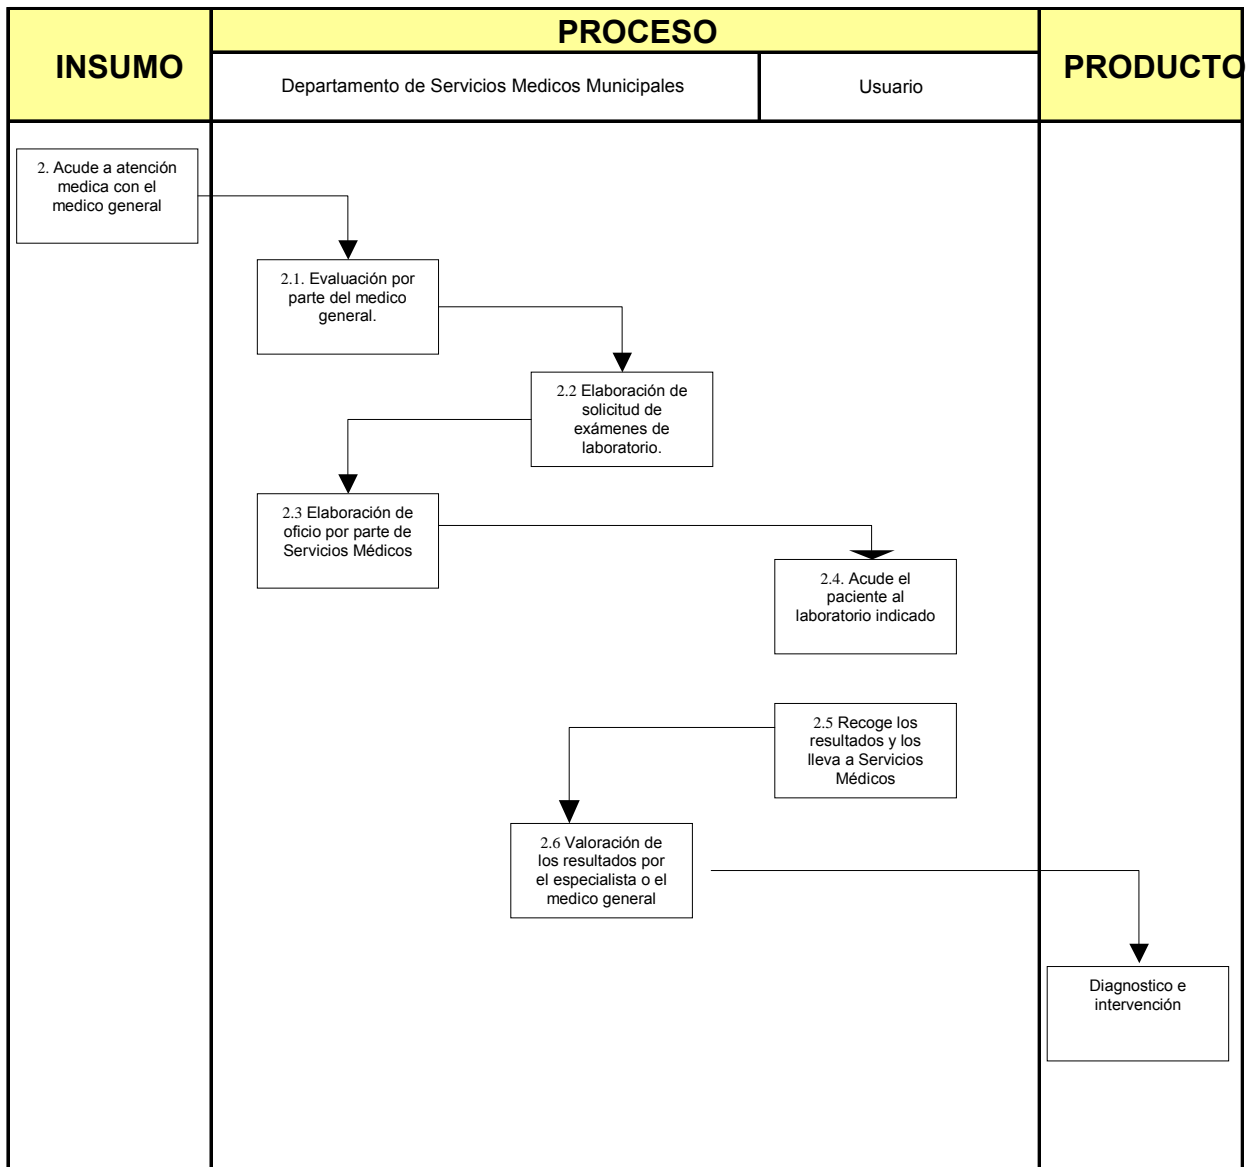 INSUMO
PROCESO
PRODUCTO
Departamento de Servicios Medicos Municipales
Usuario
2. Acude a atención
medica con el
medico general
2.1. Evaluación por
parte del medico
general.
2.2 Elaboración de
solicitud de
exámenes de
laboratorio.
2.3 Elaboración de
oficio por parte de
Servicios Médicos
2.4. Acude el
paciente al
laboratorio indicado
2.5 Recoge los
resultados y los
lleva a Servicios
Médicos
2.6 Valoración de
los resultados por
el especialista o el
medico general
Diagnostico e
intervención